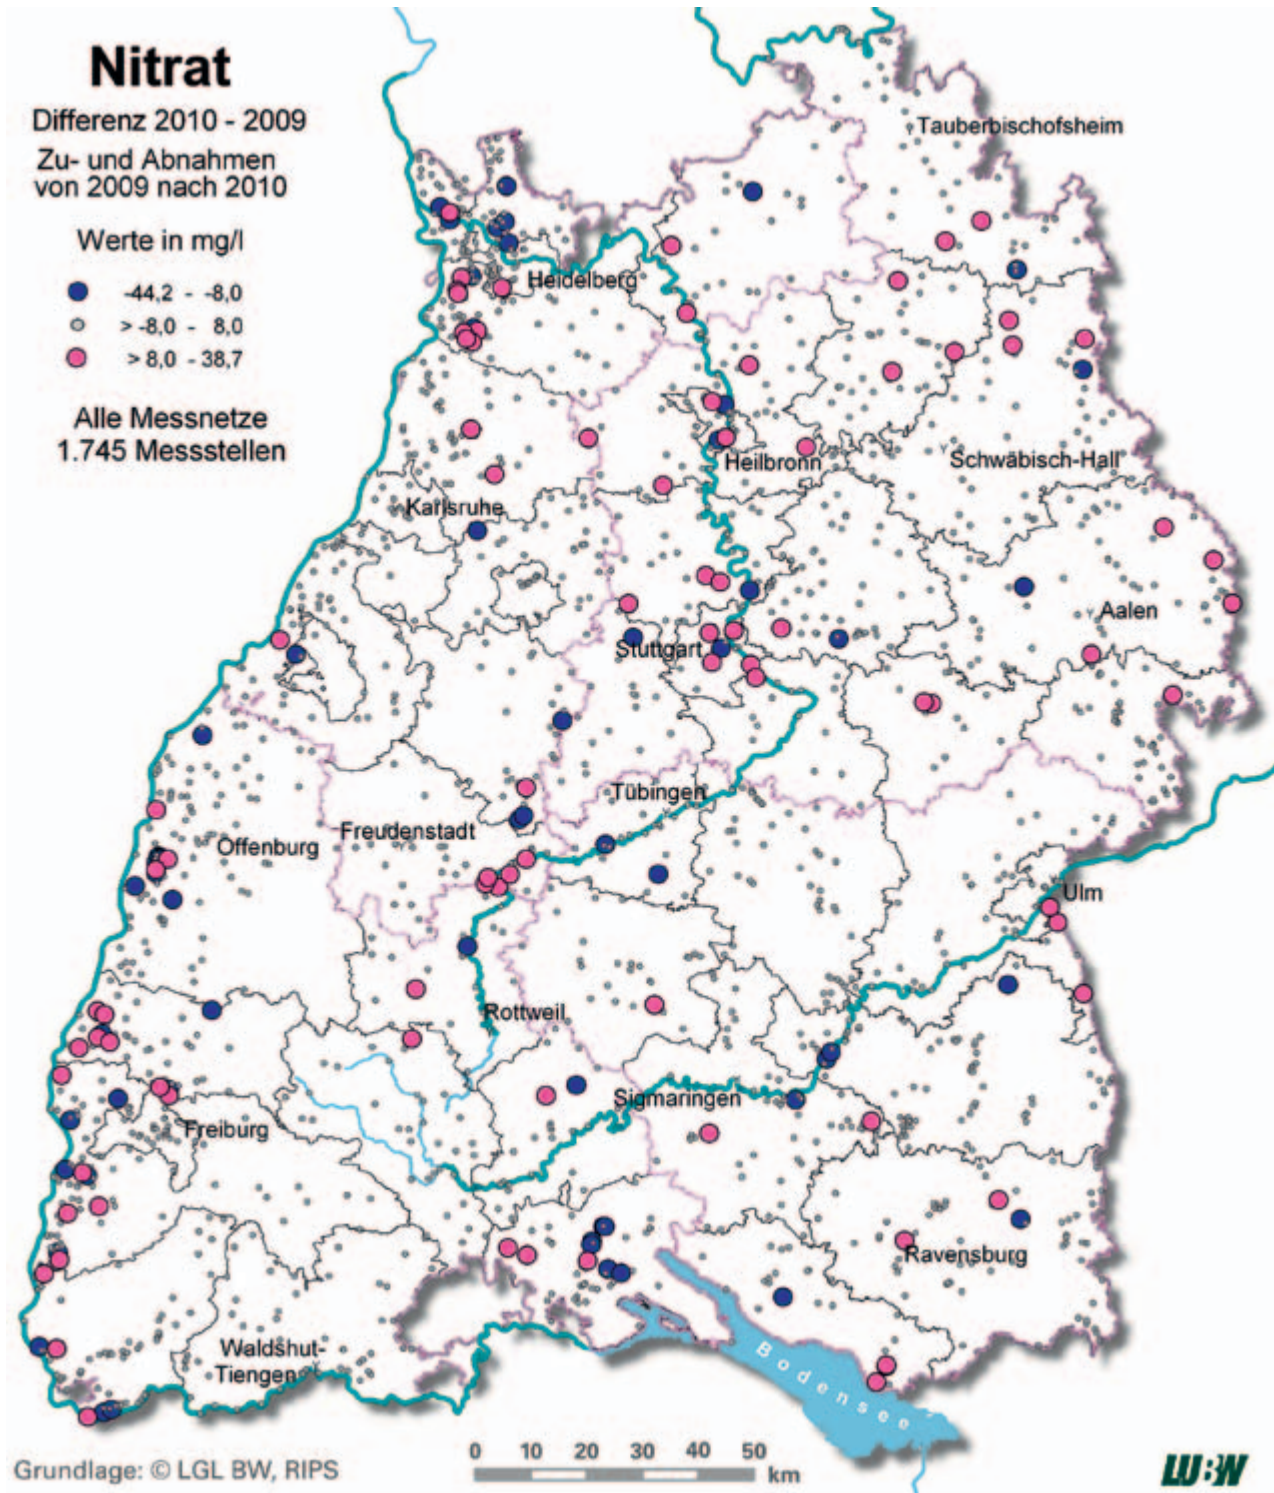 Nitrat
Differenz 2010 - 2009
Zu- und Abnahmen
von 2009 nach 2010
Werte in mg/l
-44,2 - -8,0
> -8,0 - 8,0
> 8,0 - 38,7
Alle Messnetze
1.745 Messstellen
Tauberbischofsheim
Heidelberg
Heilbronn
Schwäbisch-Hall
Karlsruhe
Aalen
Stuttgart
Tübingen
Freudenstadt
Offenburg
Ulm
Rottweil
Sigmaringen
Freiburg
Ravensburg
Waldshut-
Tiengen
Bodensee
0 10 20 30 40 50
km
Grundlage: © LGL BW, RIPS
LUBW